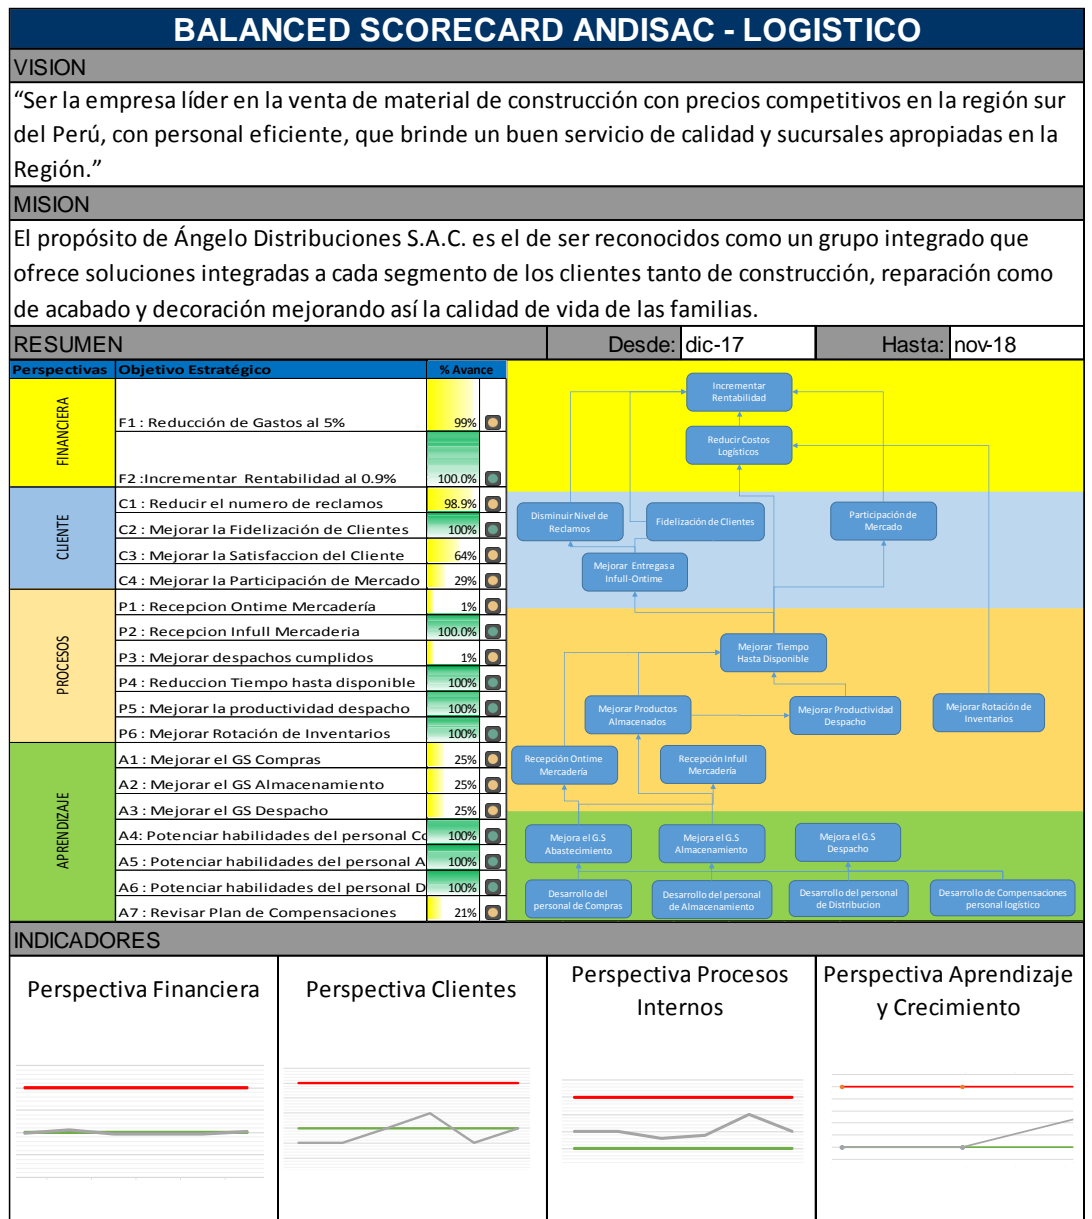 BALANCED SCORECARD ANDISAC - LOGISTICO
VISION
“Ser la empresa líder en la venta de material de construcción con precios competitivos en la región sur
del Perú, con personal eficiente, que brinde un buen servicio de calidad y sucursales apropiadas en la
Región.”
MISION
El propósito de Ángelo Distribuciones S.A.C. es el de ser reconocidos como un grupo integrado que
ofrece soluciones integradas a cada segmento de los clientes tanto de construcción, reparación como
de acabado y decoración mejorando así la calidad de vida de las familias.
RESUMEN Desde: dic-17 Hasta: nov-18
Perspectivas Objetivo Estratégico % Avance
FINANCIERA
F1 : Reducción de Gastos al 5% 99%
F2 :Incrementar Rentabilidad al 0.9% 100.0%
CLIENTE
C1 : Reducir el numero de reclamos 98.9%
C2 : Mejorar la Fidelización de Clientes 100%
C3 : Mejorar la Satisfaccion del Cliente 64%
C4 : Mejorar la Participación de Mercado 29%
PROCESOS
P1 : Recepcion Ontime Mercadería 1%
P2 : Recepcion Infull Mercaderia 100.0%
P3 : Mejorar despachos cumplidos 1%
P4 : Reduccion Tiempo hasta disponible 100%
P5 : Mejorar la productividad despacho 100%
P6 : Mejorar Rotación de Inventarios 100%
APRENDIZAJE
A1 : Mejorar el GS Compras 25%
A2 : Mejorar el GS Almacenamiento 25%
A3 : Mejorar el GS Despacho 25%
A4: Potenciar habilidades del personal Co 100%
A5 : Potenciar habilidades del personal A 100%
A6 : Potenciar habilidades del personal D 100%
A7 : Revisar Plan de Compensaciones 21%
Incrementar
Rentabilidad
Reducir Costos
Logísticos
Disminuir Nivel de
Reclamos
Fidelización de Clientes
Participación de
Mercado
Mejorar Entregas a
Infull-Ontime
Mejorar Tiempo
Hasta Disponible
Mejorar Productos
Almacenados
Mejorar Productividad
Despacho
Mejorar Rotación de
Inventarios
Recepción Ontime
Mercadería
Recepción Infull
Mercadería
Mejora el G.S
Abastecimiento
Mejora el G.S
Almacenamiento
Mejora el G.S
Despacho
Desarrollo del
personal de Compras
Desarrollo del personal
de Almacenamiento
Desarrollo del personal
de Distribucion
Desarrollo de Compensaciones
personal logístico
INDICADORES
Perspectiva Financiera
Perspectiva Clientes
Perspectiva Procesos
Internos
Perspectiva Aprendizaje
y Crecimiento